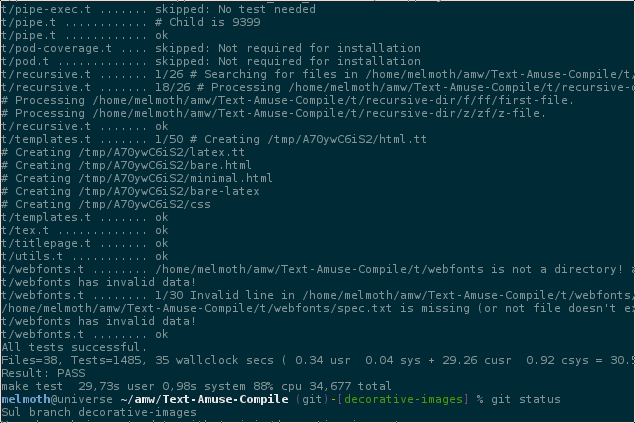 t/pipe-exec.t ....... skipped: No test needed
t/pipe.t ............ # Child is 9399
t/pipe.t ............ ok
t/pod-coverage.t .... skipped: Not required for installation
t/pod.t ............. skipped: Not required for installation
t/recursive.t ....... 1/26 # Searching for files in /home/melmoth/amw/Text-Amuse-Compile/t/
t/recursive.t ....... 18/26 # Processing /home/melmoth/amw/Text-Amuse-Compile/t/recursive-
# Processing /home/melmoth/amw/Text-Amuse-Compile/t/recursive-dir/f/ff/first-file.
# Processing /home/melmoth/amw/Text-Amuse-Compile/t/recursive-dir/z/zf/z-file.
t/recursive.t ....... ok
t/templates.t ....... 1/50 # Creating /tmp/A70ywC6iS2/html.tt
# Creating /tmp/A70ywC6iS2/latex.tt
# Creating /tmp/A70ywC6iS2/bare.html
# Creating /tmp/A70ywC6iS2/minimal.html
# Creating /tmp/A70ywC6iS2/bare-latex
# Creating /tmp/A70ywC6iS2/css
t/templates.t ....... ok
t/tex.t ............. ok
t/titlepage.t ....... ok
t/utils.t ........... ok
t/webfonts.t ........ /home/melmoth/amw/Text-Amuse-Compile/t/webfonts is not a directory!
t/webfonts has invalid data!
t/webfonts.t ........ 1/30 Invalid line in /home/melmoth/amw/Text-Amuse-Compile/t/webfonts
/home/melmoth/amw/Text-Amuse-Compile/t/webfonts/spec.txt is missing (or not file doesn't
t/webfonts has invalid data!
t/webfonts.t ........ ok
All tests successful.
Files=38, Tests=1485, 35 wallclock secs ( 0.34 usr  0.04 sys + 29.26 cusr  0.92 csys = 30.
Result: PASS
make test  29,73s user 0,98s system 88% cpu 34,677 total
melmoth@universe ~/amw/Text-Amuse-Compile (git)-[decorative-images] % git status
Sul branch decorative-images